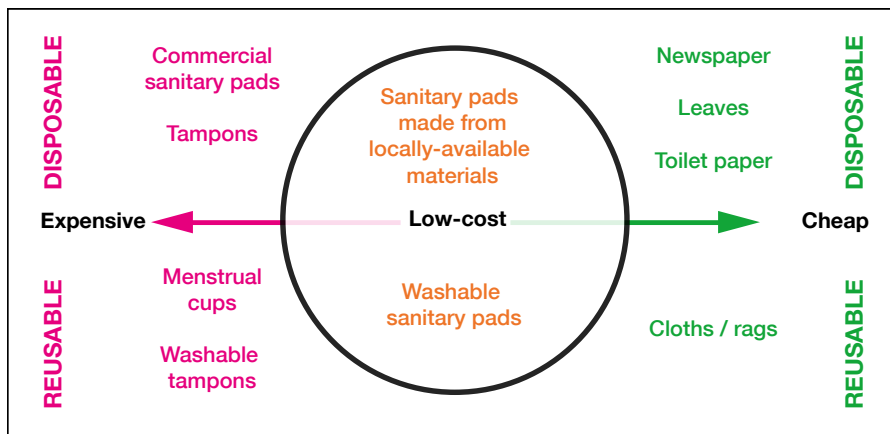 DISPOSABLE
Commercial
sanitary pads
Tampons
Sanitary pads
made from
locally-available
materials
Newspaper
Leaves
Toilet paper
DISPOSABLE
Expensive
Low-cost
Cheap
REUSABLE
Menstrual
cups
Washable
tampons
Washable
sanitary pads
Cloths / rags
REUSABLE